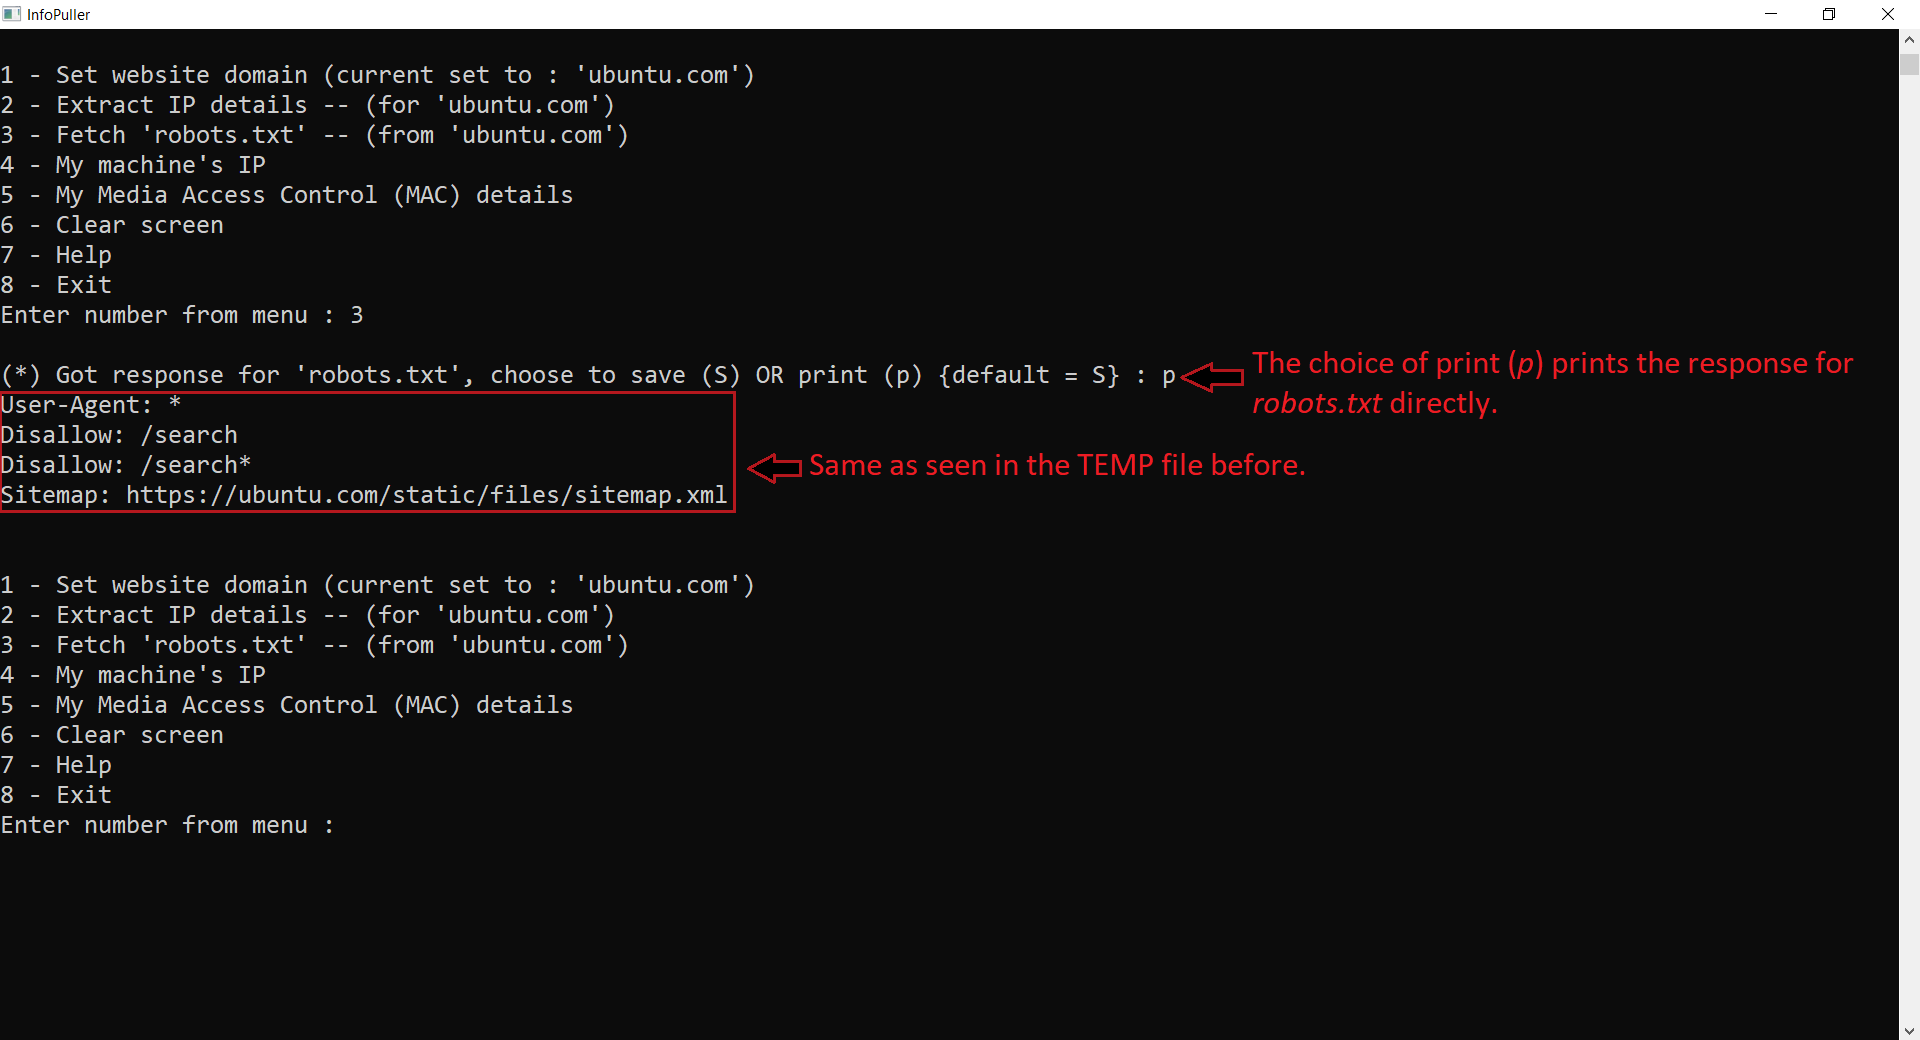 InfoPuller
1 - Set website domain (current set to : 'ubuntu.com')
2 - Extract IP details -- (for 'ubuntu.com')
3 - Fetch 'robots.txt' -- (from 'ubuntu.com')
4 - My machine's IP
5 - My Media Access Control (MAC) details
6 - Clear screen
7 - Help
8 - Exit
Enter number from menu : 3
(*) Got response for 'robots.txt', choose to save (S) OR print (p) {default = S} : p
The choice of print (p) prints the response for
robots.txt directly.
User-Agent: *
Disallow: /search
Disallow: /search*
Sitemap: https://ubuntu.com/static/files/sitemap.xml
Same as seen in the TEMP file before.
1 - Set website domain (current set to : 'ubuntu.com')
2 - Extract IP details -- (for 'ubuntu.com')
3 - Fetch 'robots.txt' -- (from 'ubuntu.com')
4 - My machine's IP
5 - My Media Access Control (MAC) details
6 - Clear screen
7 - Help
8 - Exit
Enter number from menu :